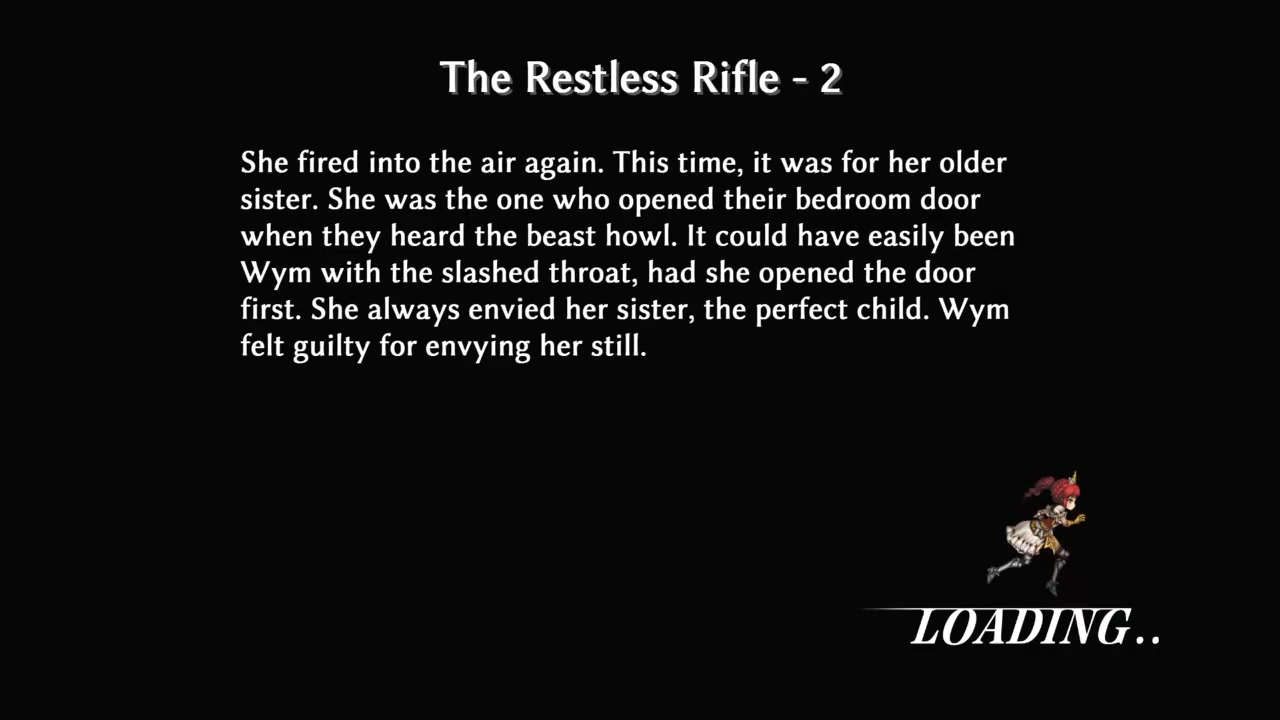 The Restless Rifle - 2
She fired into the air again. This time, it was for her older
sister. She was the one who opened their bedroom door
when they heard the beast howl. It could have easily been
Wym with the slashed throat, had she opened the door
first. She always envied her sister, the perfect child. Wym
felt guilty for envying her still.
LOADING..